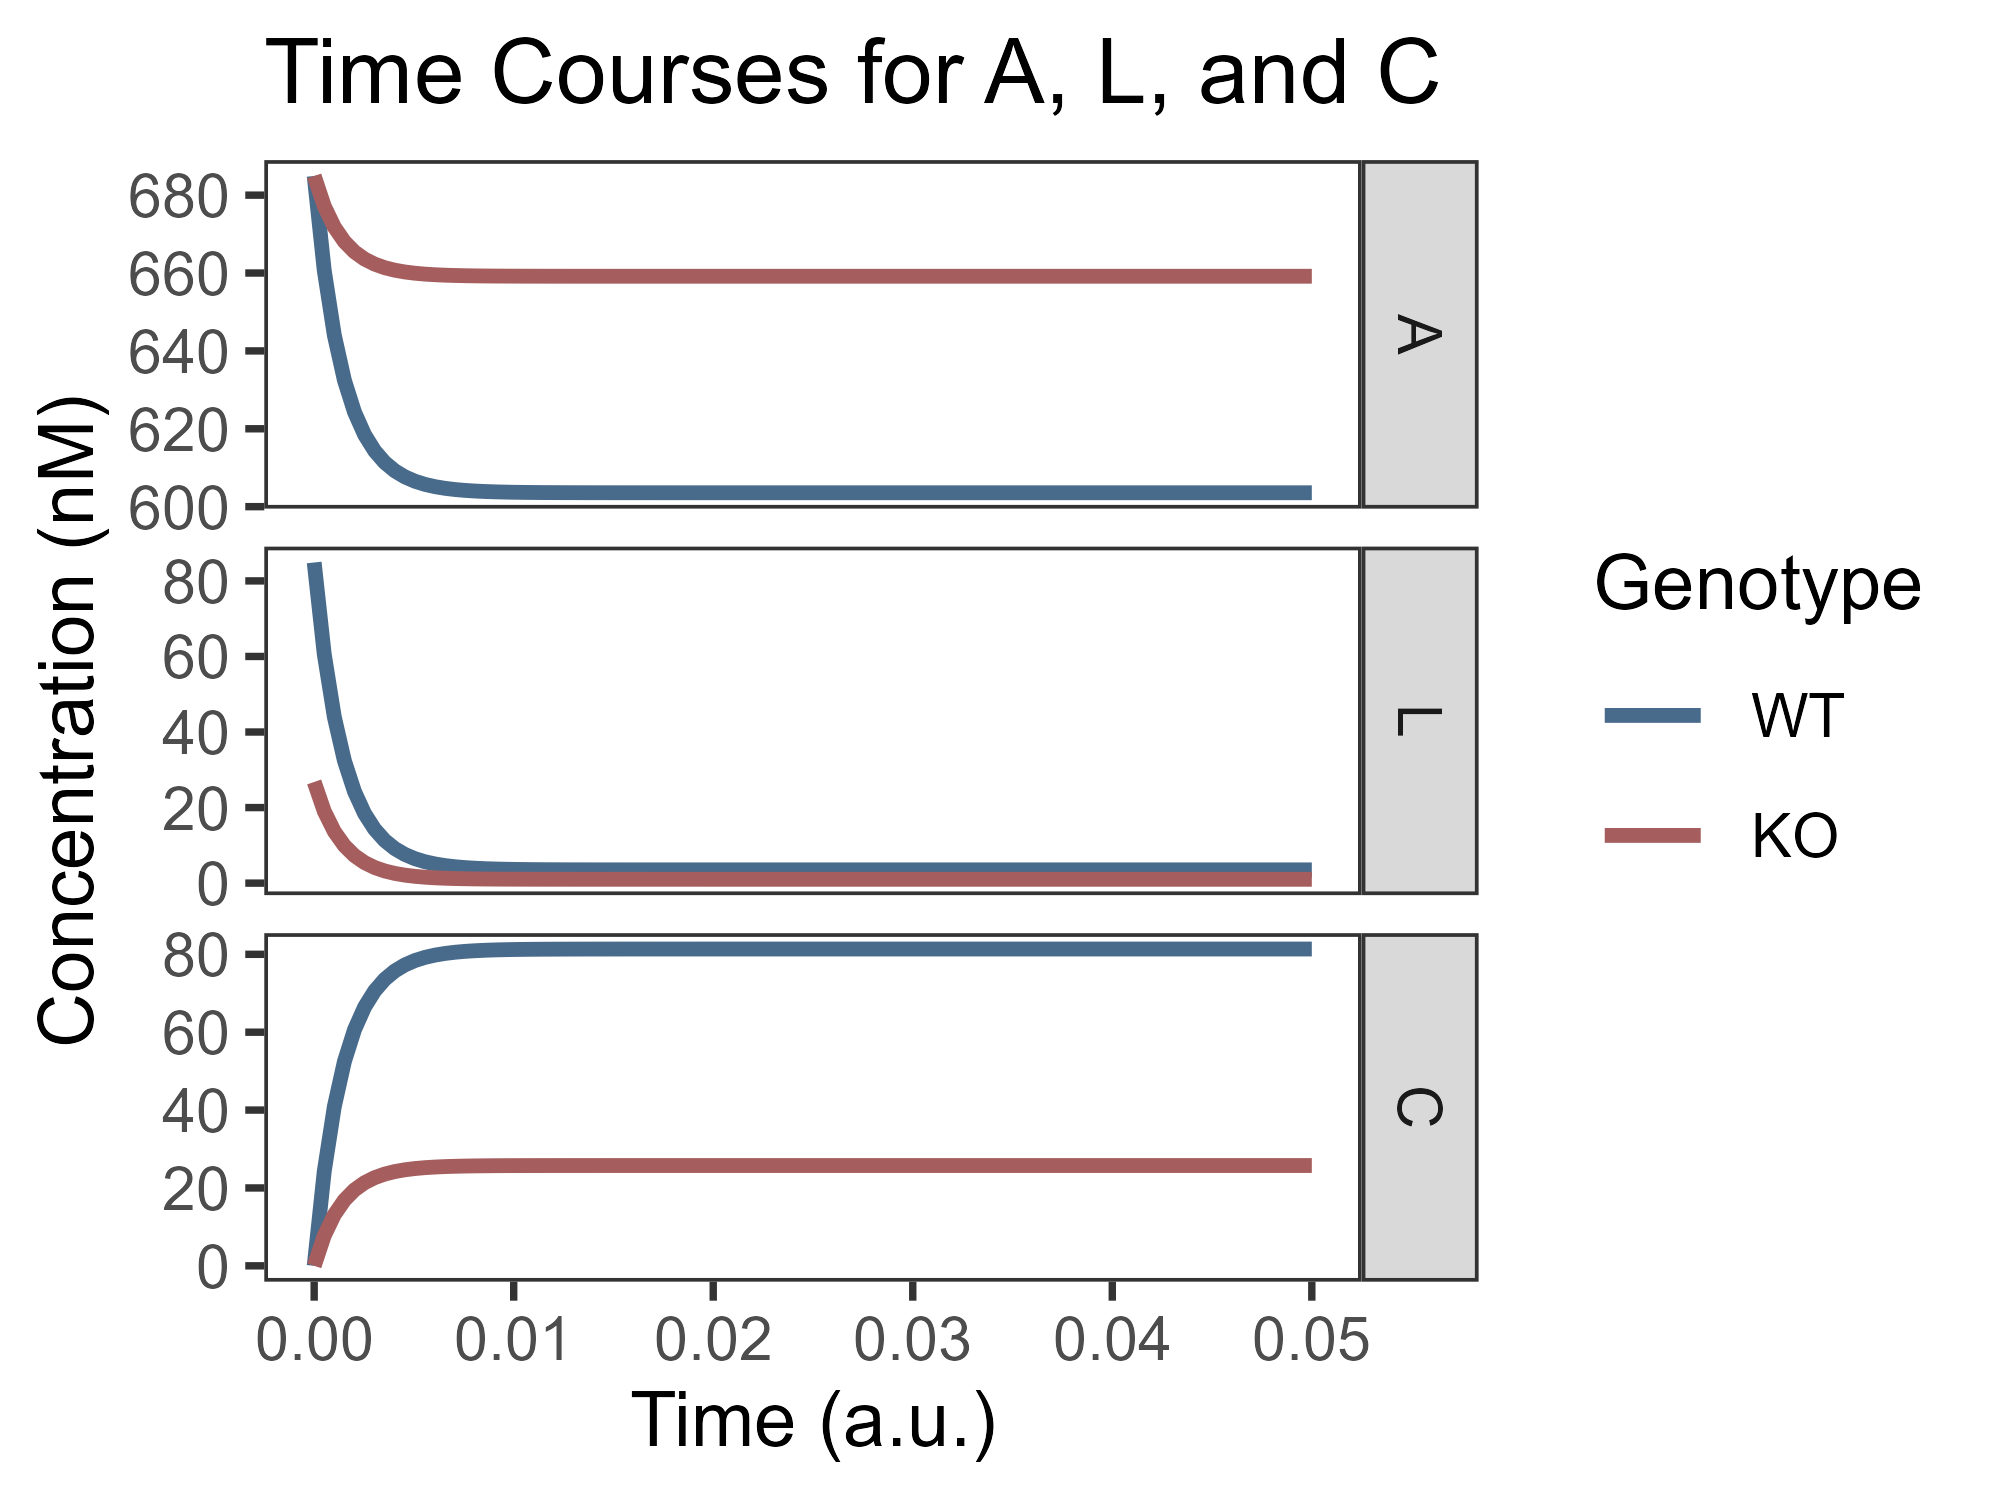 Time Courses for A, L, and C
Concentration (nM)
680
660
640
620
600
A
80
60
40
20
0
L
80
60
40
20
0
C
0.00 0.01 0.02 0.03 0.04 0.05
Time (a.u.)
Genotype
WT
KO